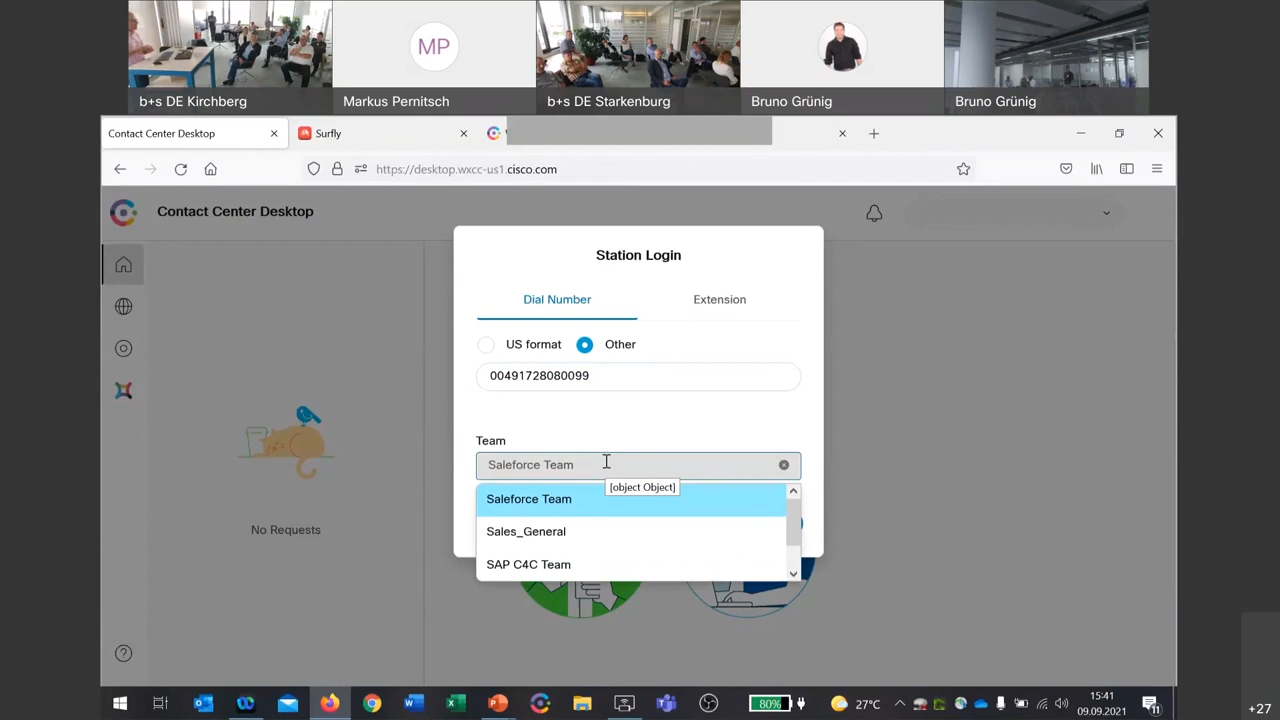 MP
b+s DE Kirchberg
Markus Pernitsch
b+s DE Starkenburg
Bruno Grünig
Bruno Grünig
Contact Center Desktop
Surfly
https://desktop.wxcc-us1.cisco.com
Contact Center Desktop
Station Login
Dial Number
Extension
US format
Other
00491728080099
Team
Saleforce Team
[object Object]
Saleforce Team
Sales_General
SAP C4C Team
No Requests
80%
27°C
15:41
09.09.2021
11
+27